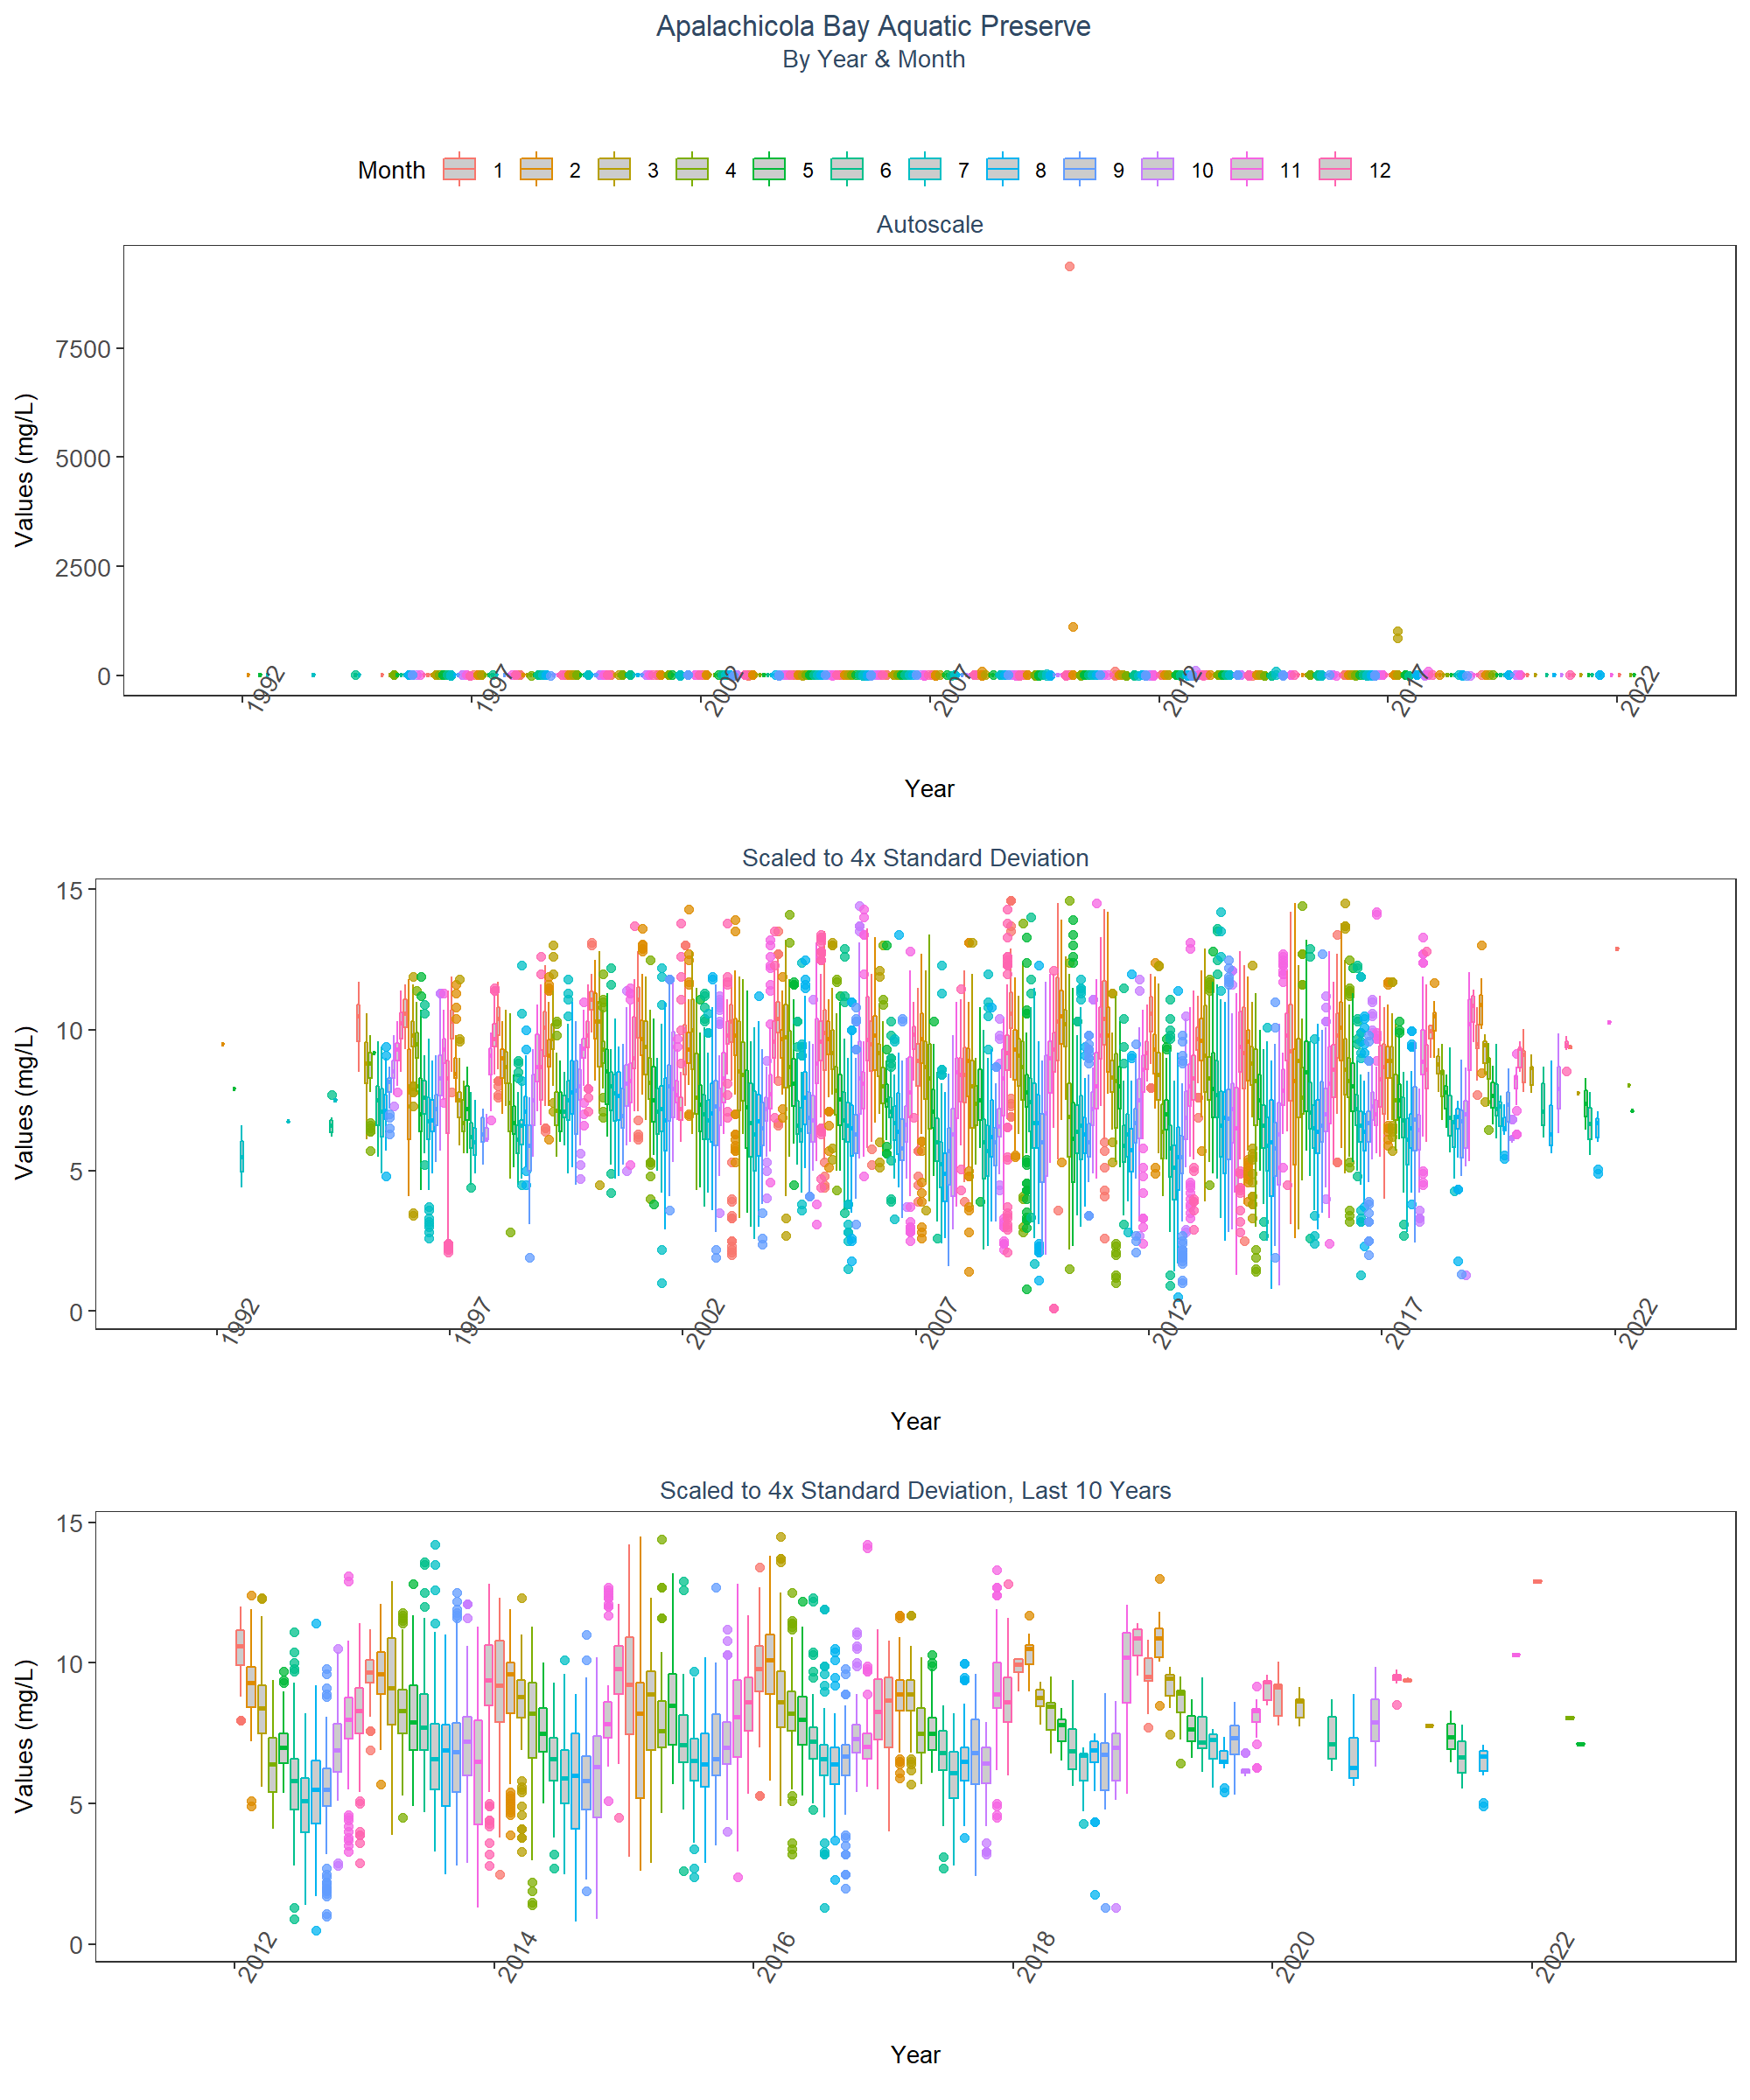 Apalachicola Bay Aquatic Preserve
By Year & Month
Month 1 2 3 4 5 6 7 8 9 10 11 12
Autoscale
Values (mg/L)
7500
5000
2500
0
1992 1997 2002 2007 2012 2017 2022
Year
Scaled to 4x Standard Deviation
Values (mg/L)
15
10
5
0
1992 1997 2002 2007 2012 2017 2022
Year
Scaled to 4x Standard Deviation, Last 10 Years
Values (mg/L)
15
10
5
0
2012 2014 2016 2018 2020 2022
Year